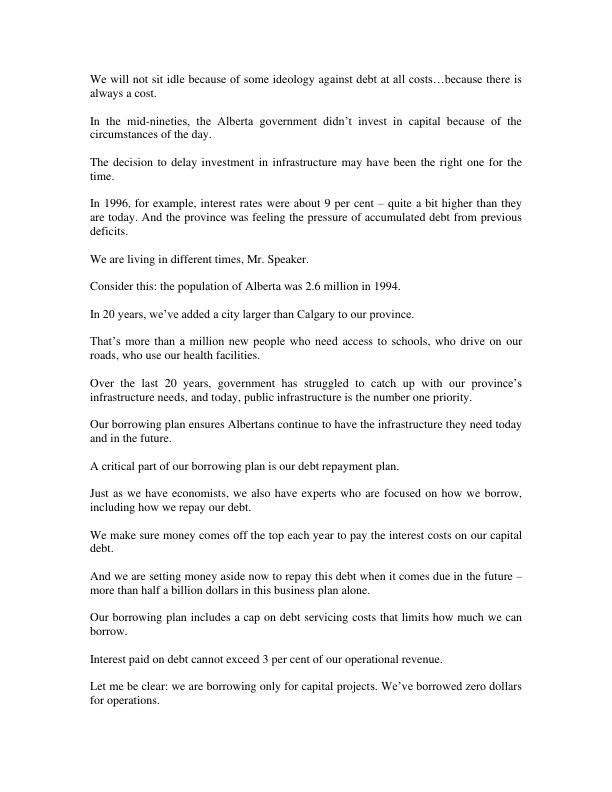 We will not sit idle because of some ideology against debt at all costs…because there is
always a cost.
In the mid-nineties, the Alberta government didn’t invest in capital because of the
circumstances of the day.
The decision to delay investment in infrastructure may have been the right one for the
time.
In 1996, for example, interest rates were about 9 per cent – quite a bit higher than they
are today. And the province was feeling the pressure of accumulated debt from previous
deficits.
We are living in different times, Mr. Speaker.
Consider this: the population of Alberta was 2.6 million in 1994.
In 20 years, we’ve added a city larger than Calgary to our province.
That’s more than a million new people who need access to schools, who drive on our
roads, who use our health facilities.
Over the last 20 years, government has struggled to catch up with our province’s
infrastructure needs, and today, public infrastructure is the number one priority.
Our borrowing plan ensures Albertans continue to have the infrastructure they need today
and in the future.
A critical part of our borrowing plan is our debt repayment plan.
Just as we have economists, we also have experts who are focused on how we borrow,
including how we repay our debt.
We make sure money comes off the top each year to pay the interest costs on our capital
debt.
And we are setting money aside now to repay this debt when it comes due in the future –
more than half a billion dollars in this business plan alone.
Our borrowing plan includes a cap on debt servicing costs that limits how much we can
borrow.
Interest paid on debt cannot exceed 3 per cent of our operational revenue.
Let me be clear: we are borrowing only for capital projects. We’ve borrowed zero dollars
for operations.